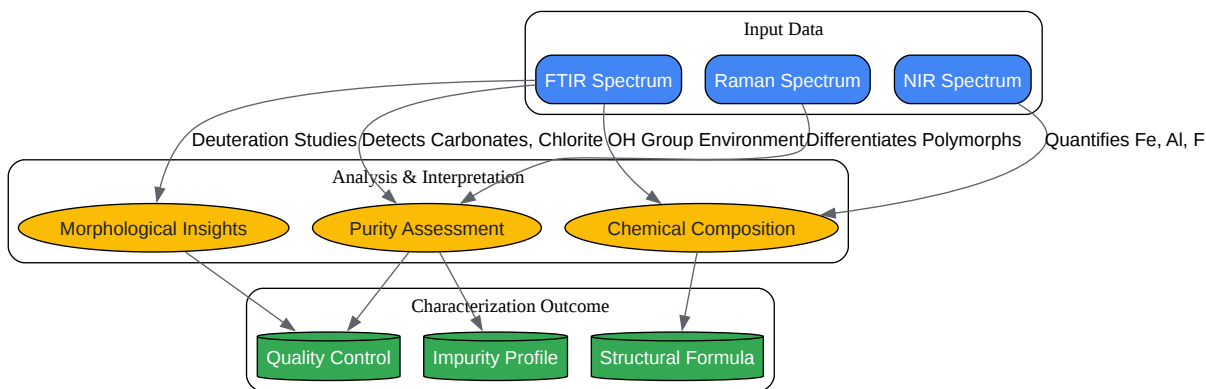 Input Data
FTIR Spectrum
Raman Spectrum
NIR Spectrum
Deuteration Studies
Detects Carbonates, Chlorite
OH Group Environment
Differentiates Polymorphs
Quantifies Fe, Al, F
Analysis & Interpretation
Morphological Insights
Purity Assessment
Chemical Composition
Characterization Outcome
Quality Control
Impurity Profile
Structural Formula